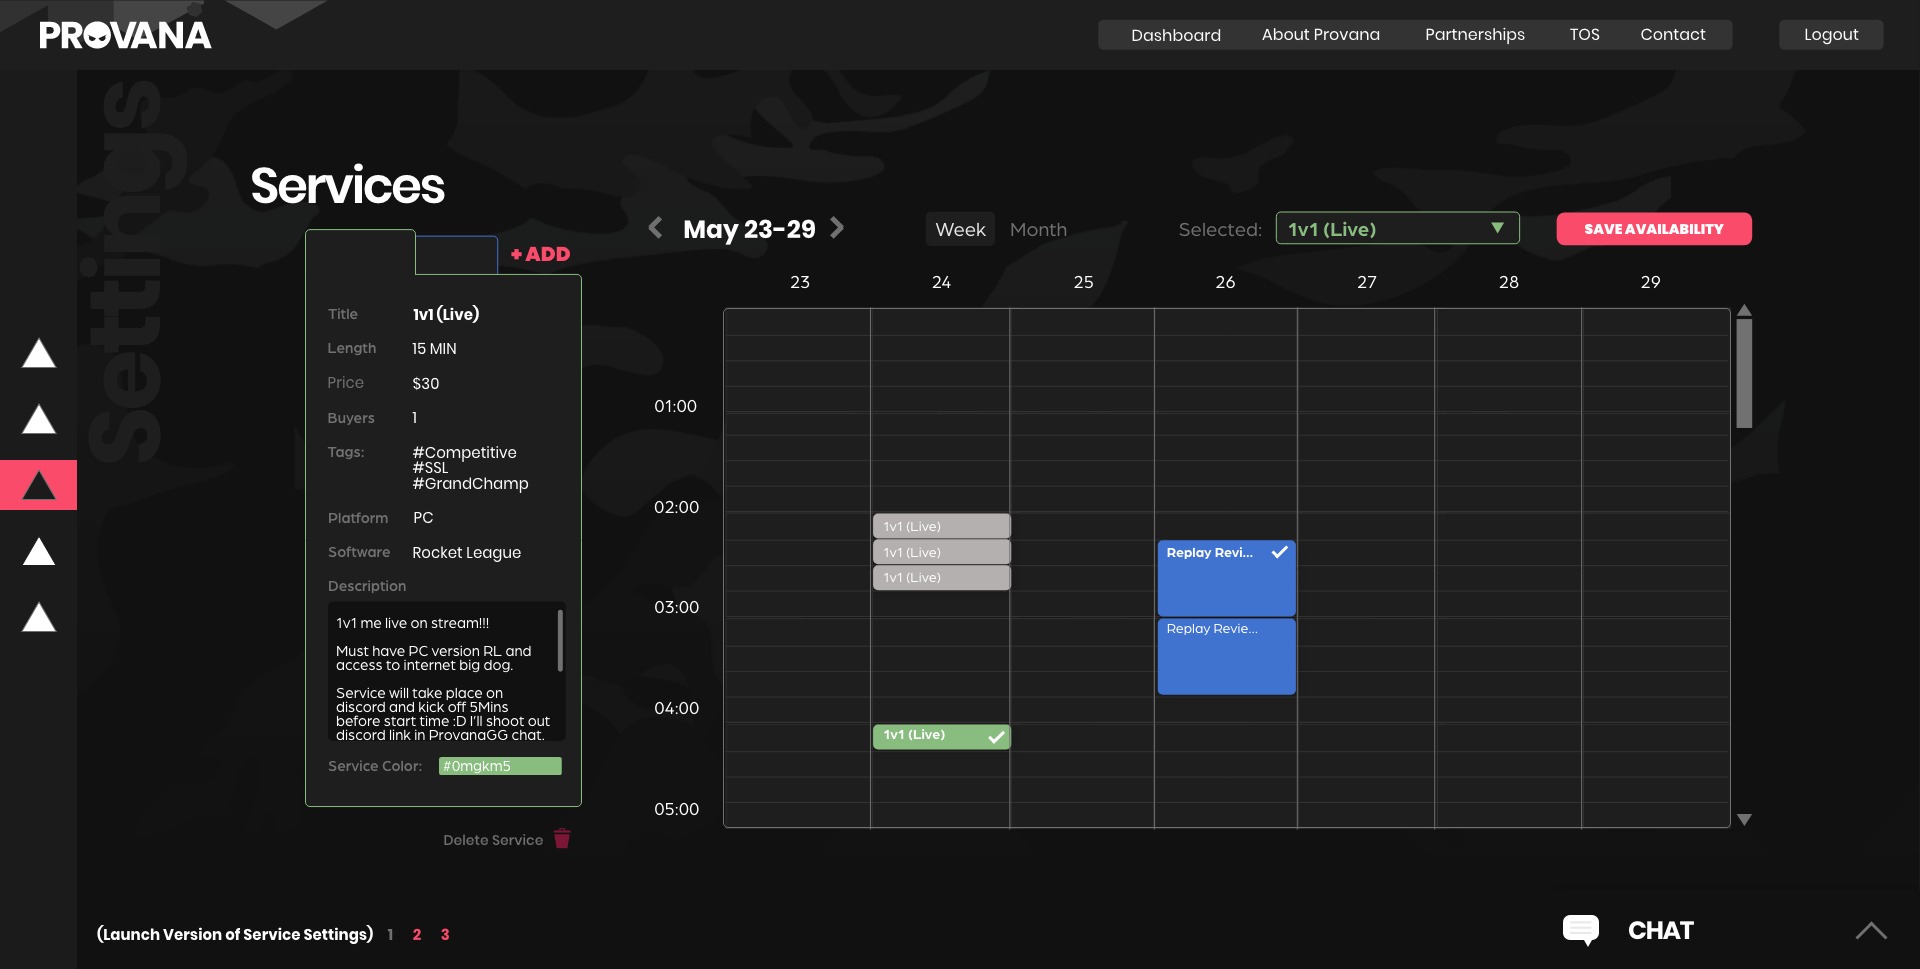 PROVANA
Dashboard
About Provana
Partnerships
TOS
Contact
Logout
Settings
Services
+ ADD
Title 1v1 (Live)
Length 15 MIN
Price $30
Buyers 1
Tags: #Competitive
#SSL
#GrandChamp
Platform PC
Software Rocket League
Description
1v1 me live on stream!!!
Must have PC version RL and
access to internet big dog.
Service will take place on
discord and kick off 5Mins
before start time :D I'll shoot out
discord link in ProvanaGG chat.
Service Color: #0mgkm5
Delete Service
May 23-29
Week
Month
Selected: 1v1 (Live)
SAVE AVAILABILITY
23 24 25 26 27 28 29
01:00
02:00
1v1 (Live)
1v1 (Live)
1v1 (Live)
Replay Revi...
03:00
Replay Revie...
04:00
1v1 (Live)
05:00
(Launch Version of Service Settings) 1 2 3
CHAT